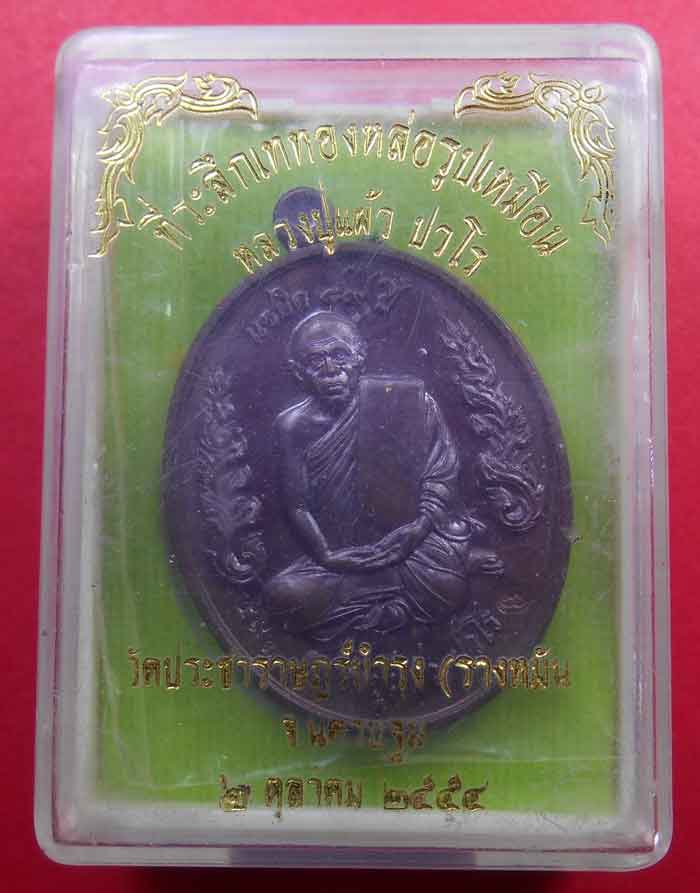 ที่ระลึกเททองหล่อรูปเหมือน
หลวงปู่แผ้ว ปวโร
วัดประชาราษฎร์บำรุง (รางหมัน
จ.นครปฐม
๒ ตุลาคม ๒๕๕๔